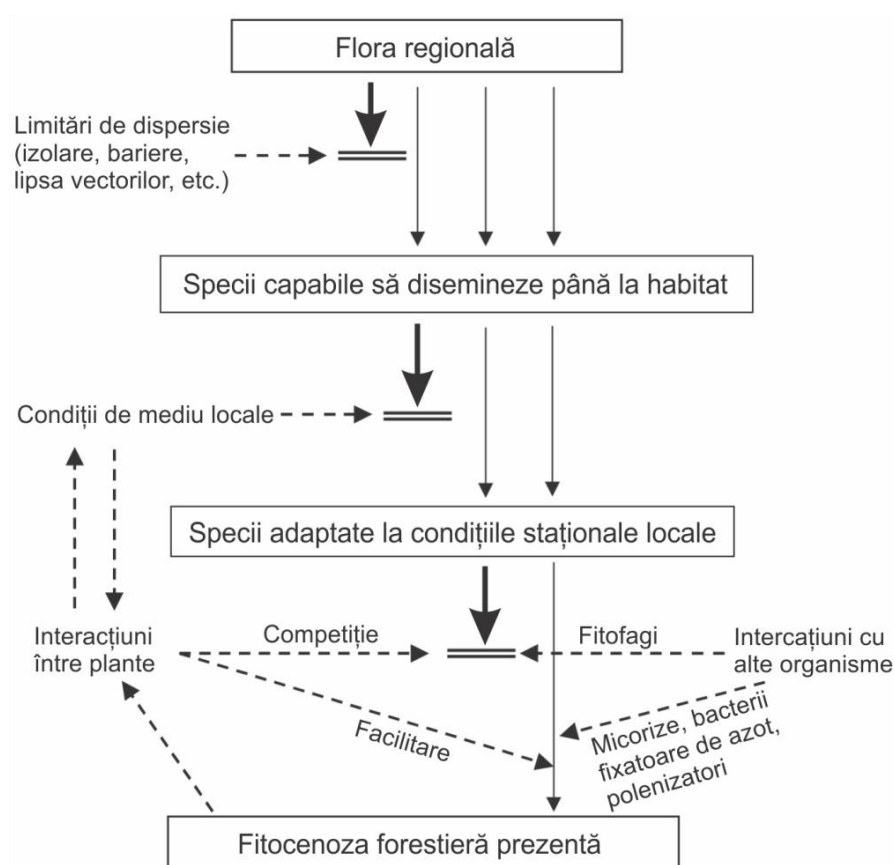 Flora regională
Limitări de dispersie
(izolare, bariere,
lipsa vectorilor, etc.)
Specii capabile să disemineze până la habitat
Condiții de mediu locale
Specii adaptate la condițiile staționale locale
Interacțiuni
între plante
Competiție
Fitofagi
Intercațiuni cu
alte organisme
Facilitare
Micorize, bacterii
fixatoare de azot,
polenizatori
Fitocenoza forestieră prezentă